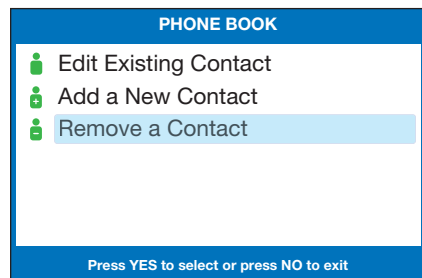 PHONE BOOK
Edit Existing Contact
Add a New Contact
Remove a Contact
Press YES to select or press NO to exit